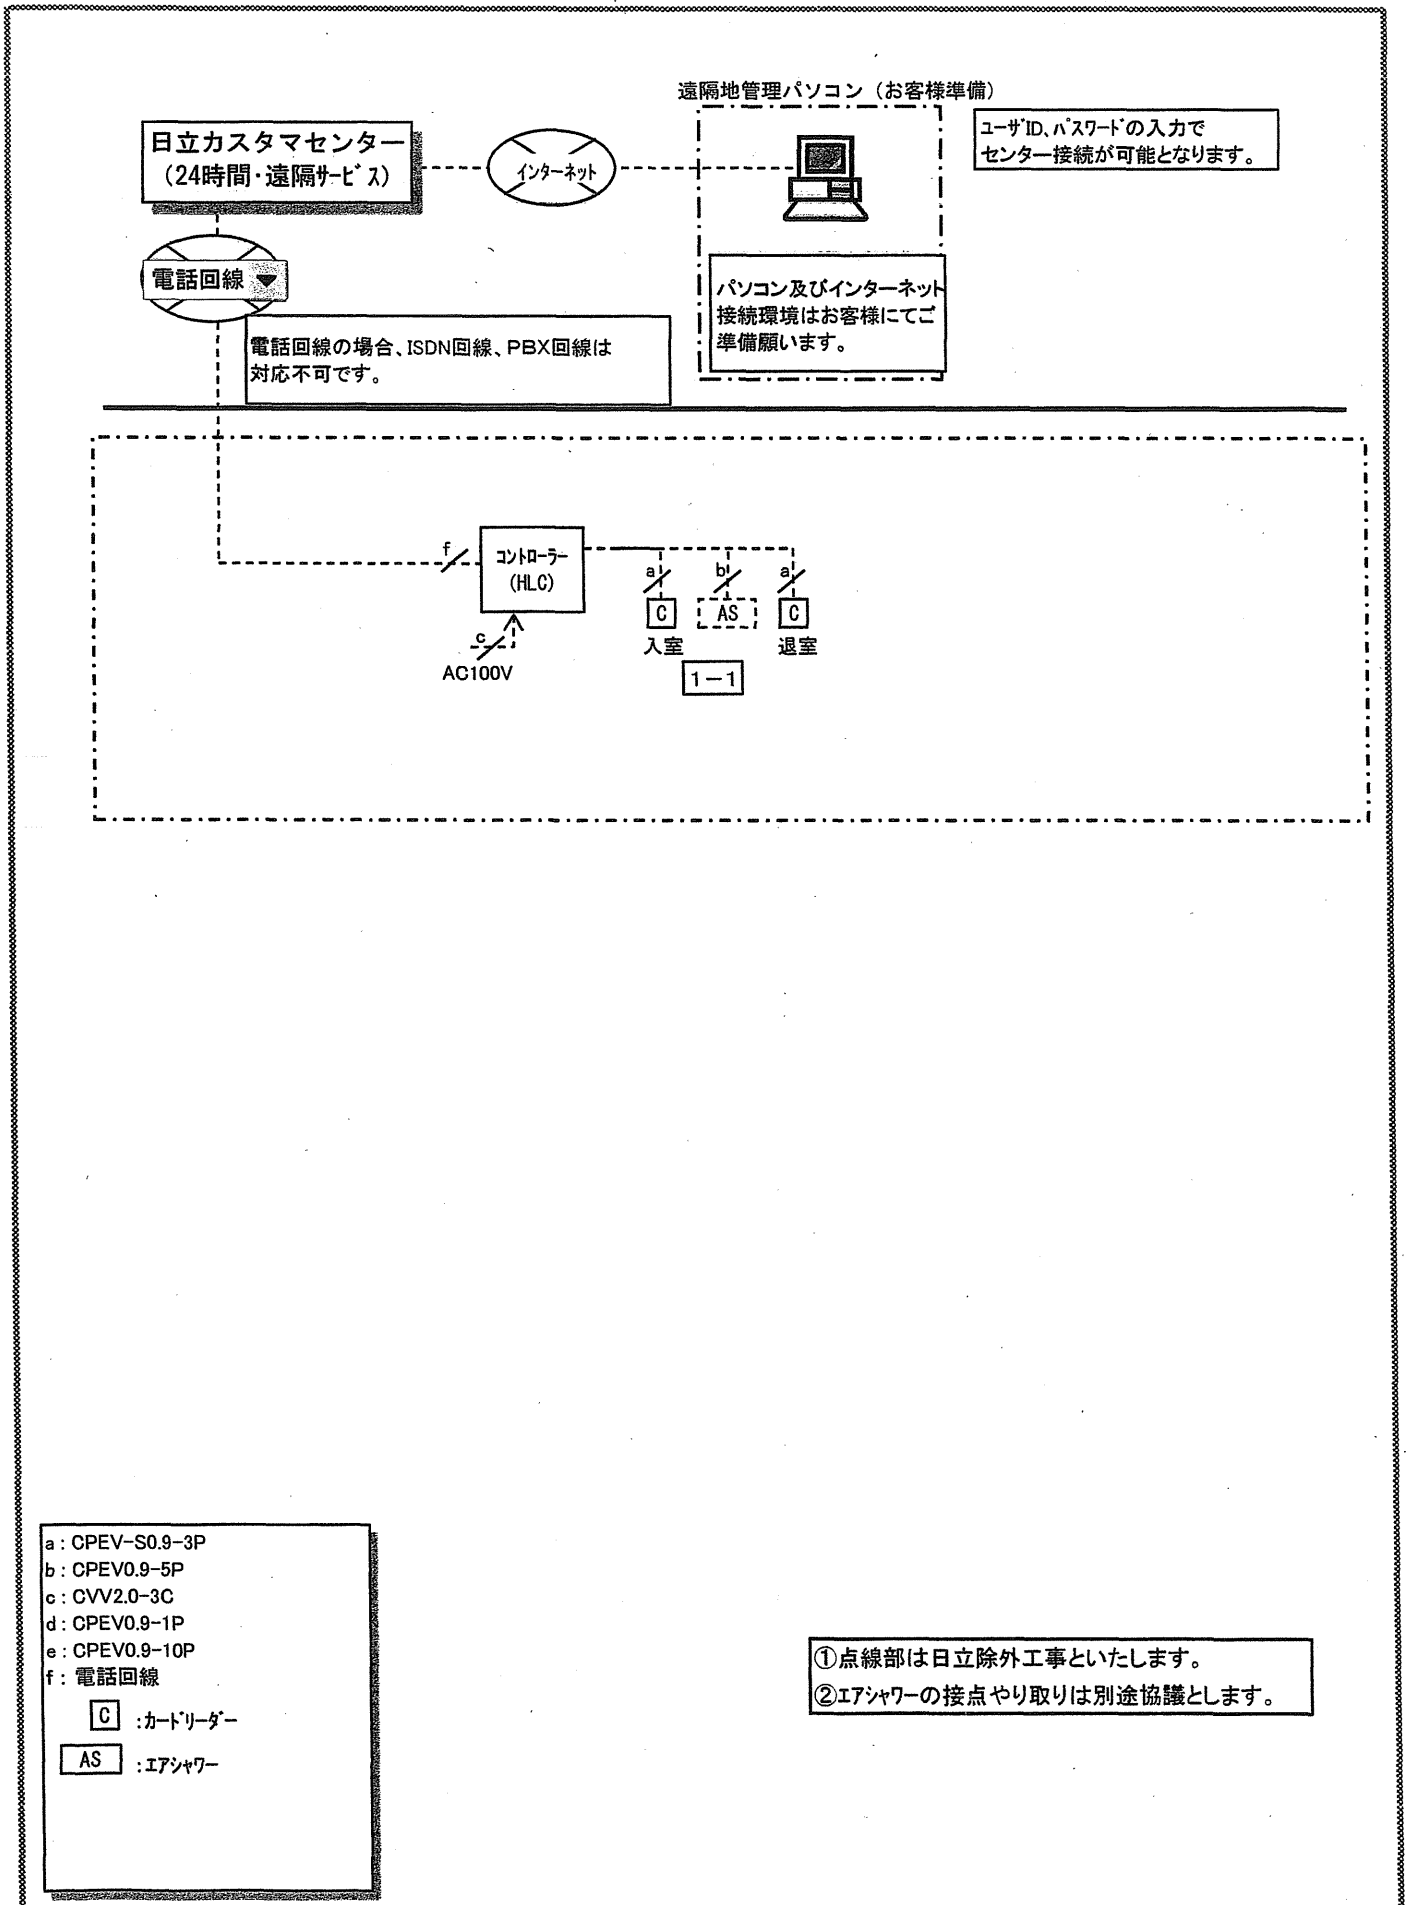 遠隔地管理パソコン（お客様準備）
日立カスタマセンター
（24時間・遠隔ｻｰﾋﾞｽ）
インターネット
ﾕｰｻﾞID、ﾊﾟｽﾜｰﾄﾞの入力で
センター接続が可能となります。
電話回線
パソコン及びインターネット
接続環境はお客様にてご
準備願います。
電話回線の場合、ISDN回線、PBX回線は
対応不可です。
f
コントローラー
(HLC)
a
b
a
C
AS
C
入室
退室
c
AC100V
1－1
a : CPEV-S0.9-3P
b : CPEV0.9-5P
c : CVV2.0-3C
d : CPEV0.9-1P
e : CPEV0.9-10P
f : 電話回線
C :ｶｰﾄﾞﾘｰﾀﾞｰ
AS :ｴｱｼｬﾜｰ
①点線部は日立除外工事といたします。
②ｴｱｼｬﾜｰの接点やり取りは別途協議とします。